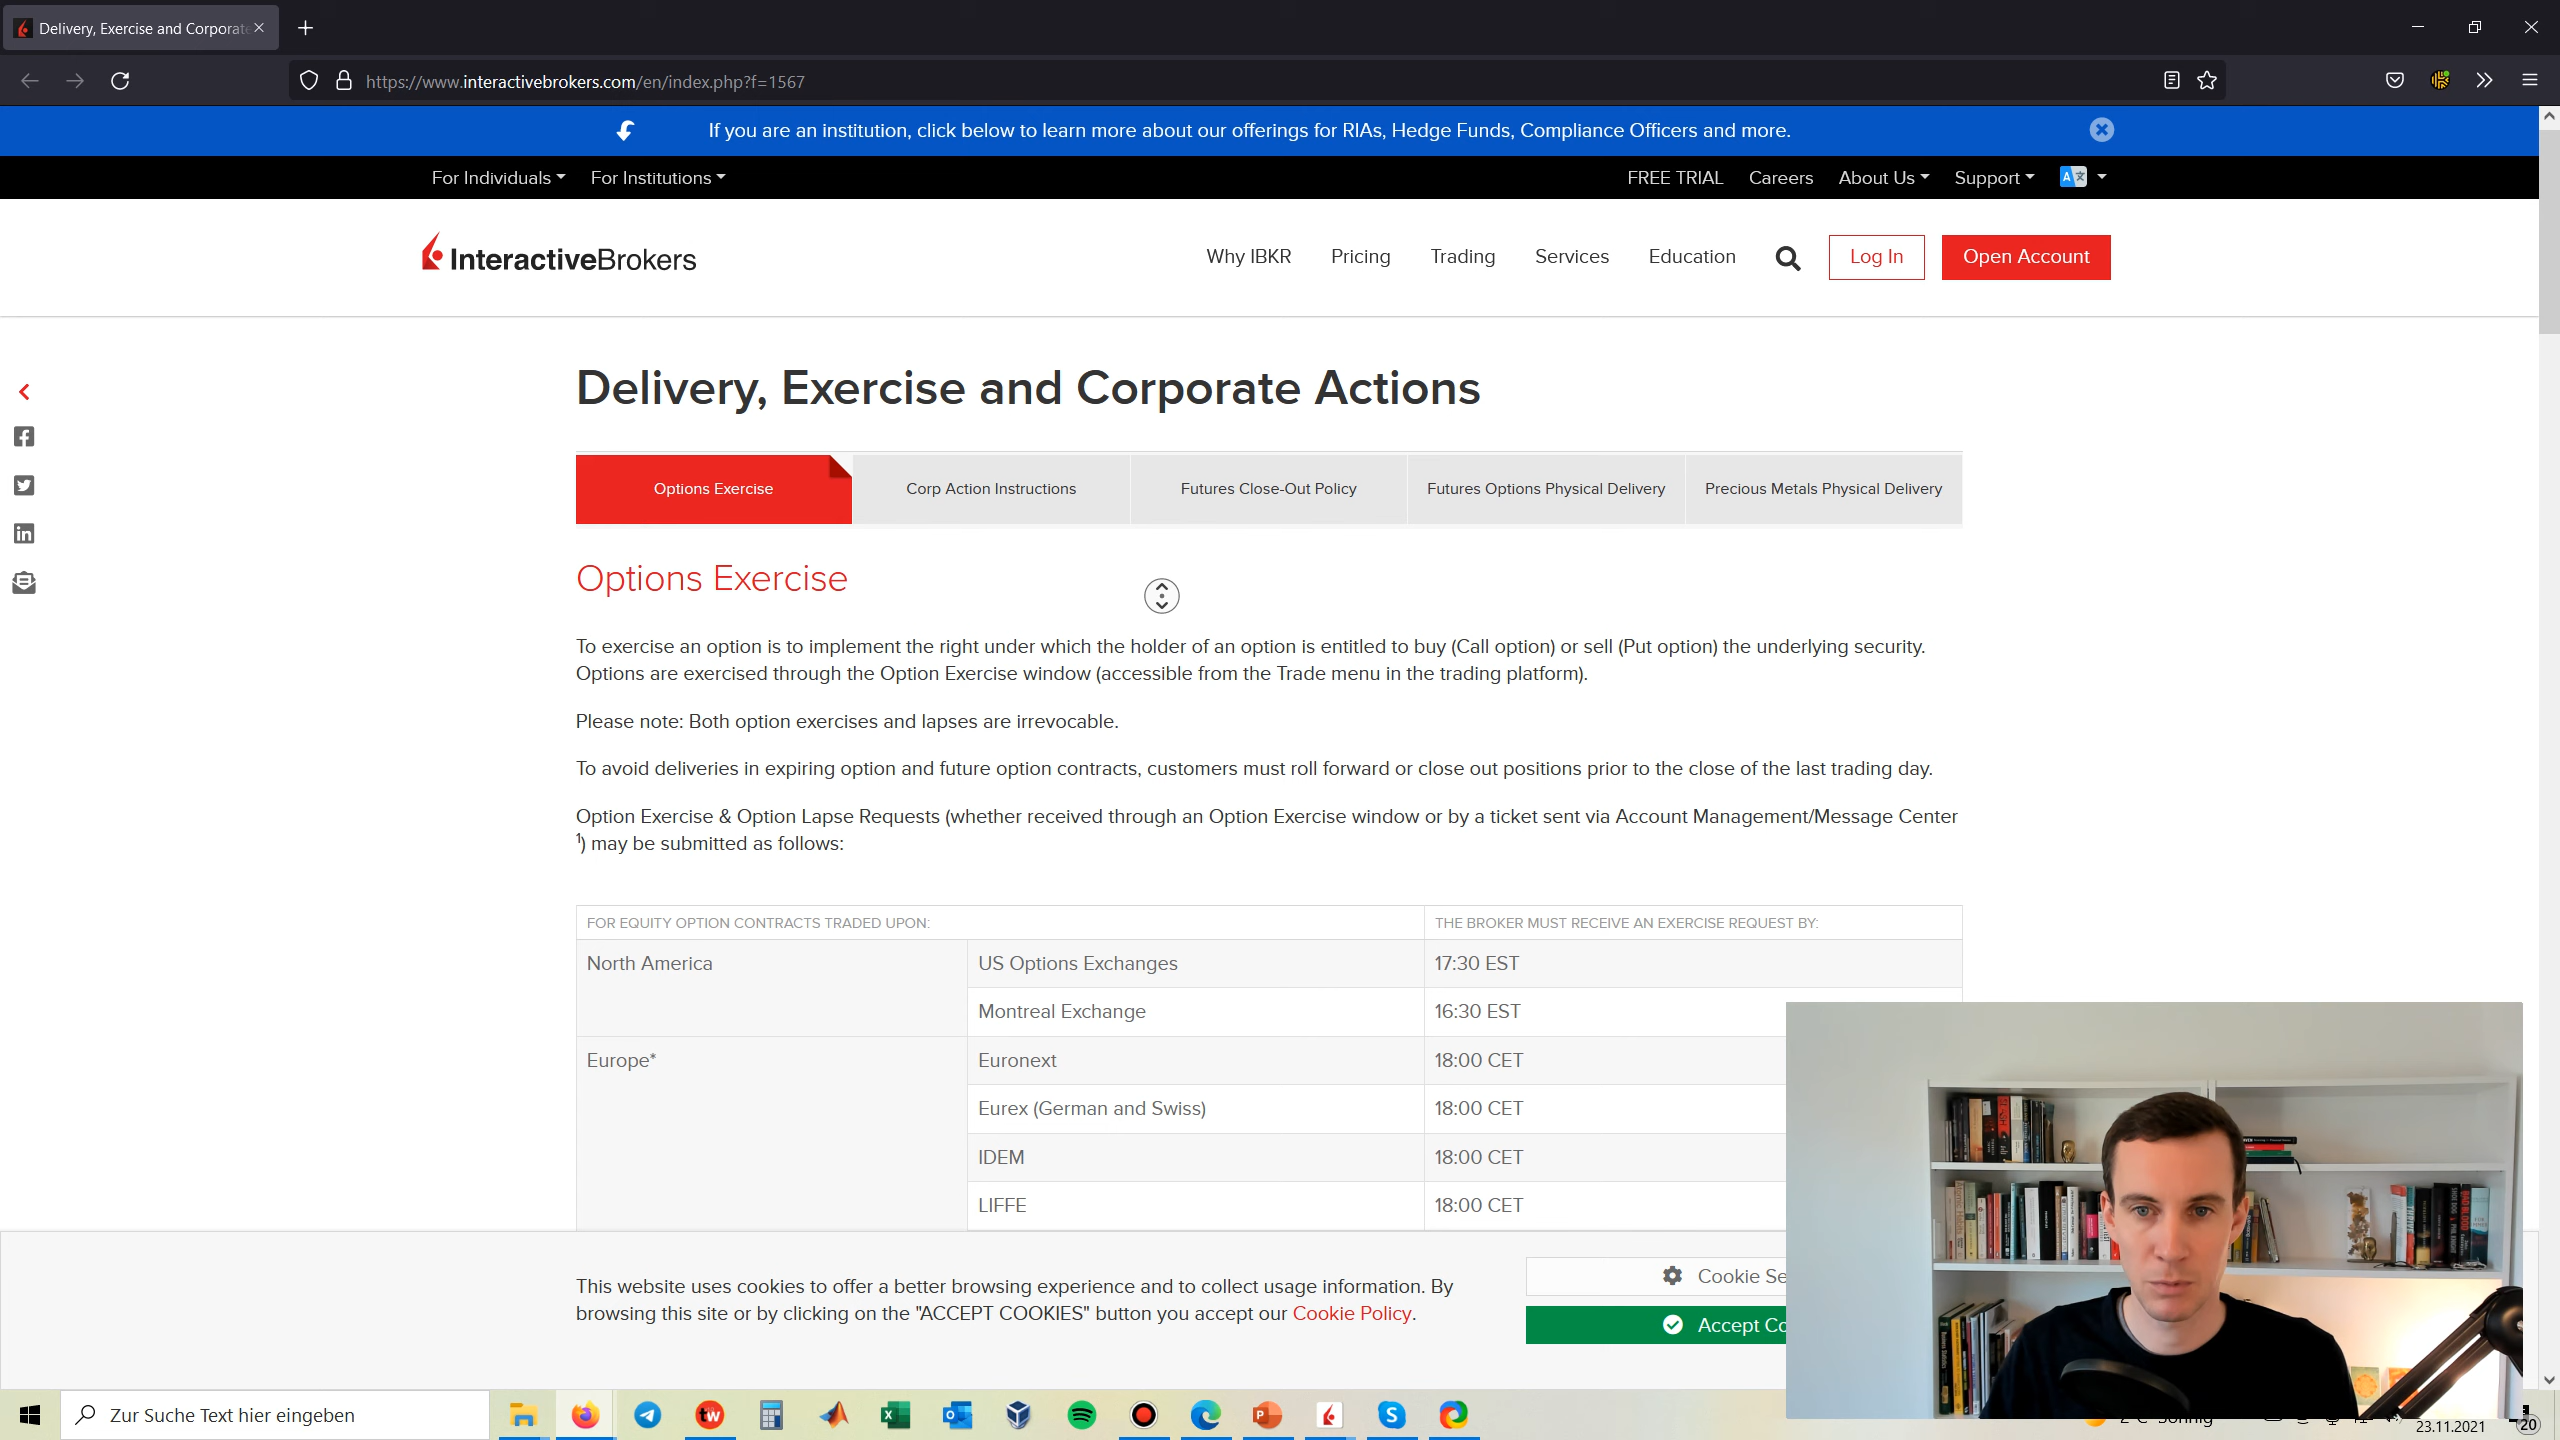 Delivery, Exercise and Corporate
https://www.interactivebrokers.com/en/index.php?f=1567
If you are an institution, click below to learn more about our offerings for RIAs, Hedge Funds, Compliance Officers and more.
For Individuals For Institutions FREE TRIAL Careers About Us Support
InteractiveBrokers Why IBKR Pricing Trading Services Education Log In Open Account
Delivery, Exercise and Corporate Actions
Options Exercise Corp Action Instructions Futures Close-Out Policy Futures Options Physical Delivery Precious Metals Physical Delivery
Options Exercise
To exercise an option is to implement the right under which the holder of an option is entitled to buy (Call option) or sell (Put option) the underlying security.
Options are exercised through the Option Exercise window (accessible from the Trade menu in the trading platform).
Please note: Both option exercises and lapses are irrevocable.
To avoid deliveries in expiring option and future option contracts, customers must roll forward or close out positions prior to the close of the last trading day.
Option Exercise & Option Lapse Requests (whether received through an Option Exercise window or by a ticket sent via Account Management/Message Center
1) may be submitted as follows:
FOR EQUITY OPTION CONTRACTS TRADED UPON: THE BROKER MUST RECEIVE AN EXERCISE REQUEST BY:
North America US Options Exchanges 17:30 EST
Montreal Exchange 16:30 EST
Europe* Euronext 18:00 CET
Eurex (German and Swiss) 18:00 CET
IDEM 18:00 CET
LIFFE 18:00 CET
This website uses cookies to offer a better browsing experience and to collect usage information. By
browsing this site or by clicking on the "ACCEPT COOKIES" button you accept our Cookie Policy.
Cookie Se
Accept Co
Zur Suche Text hier eingeben
23.11.2021
20